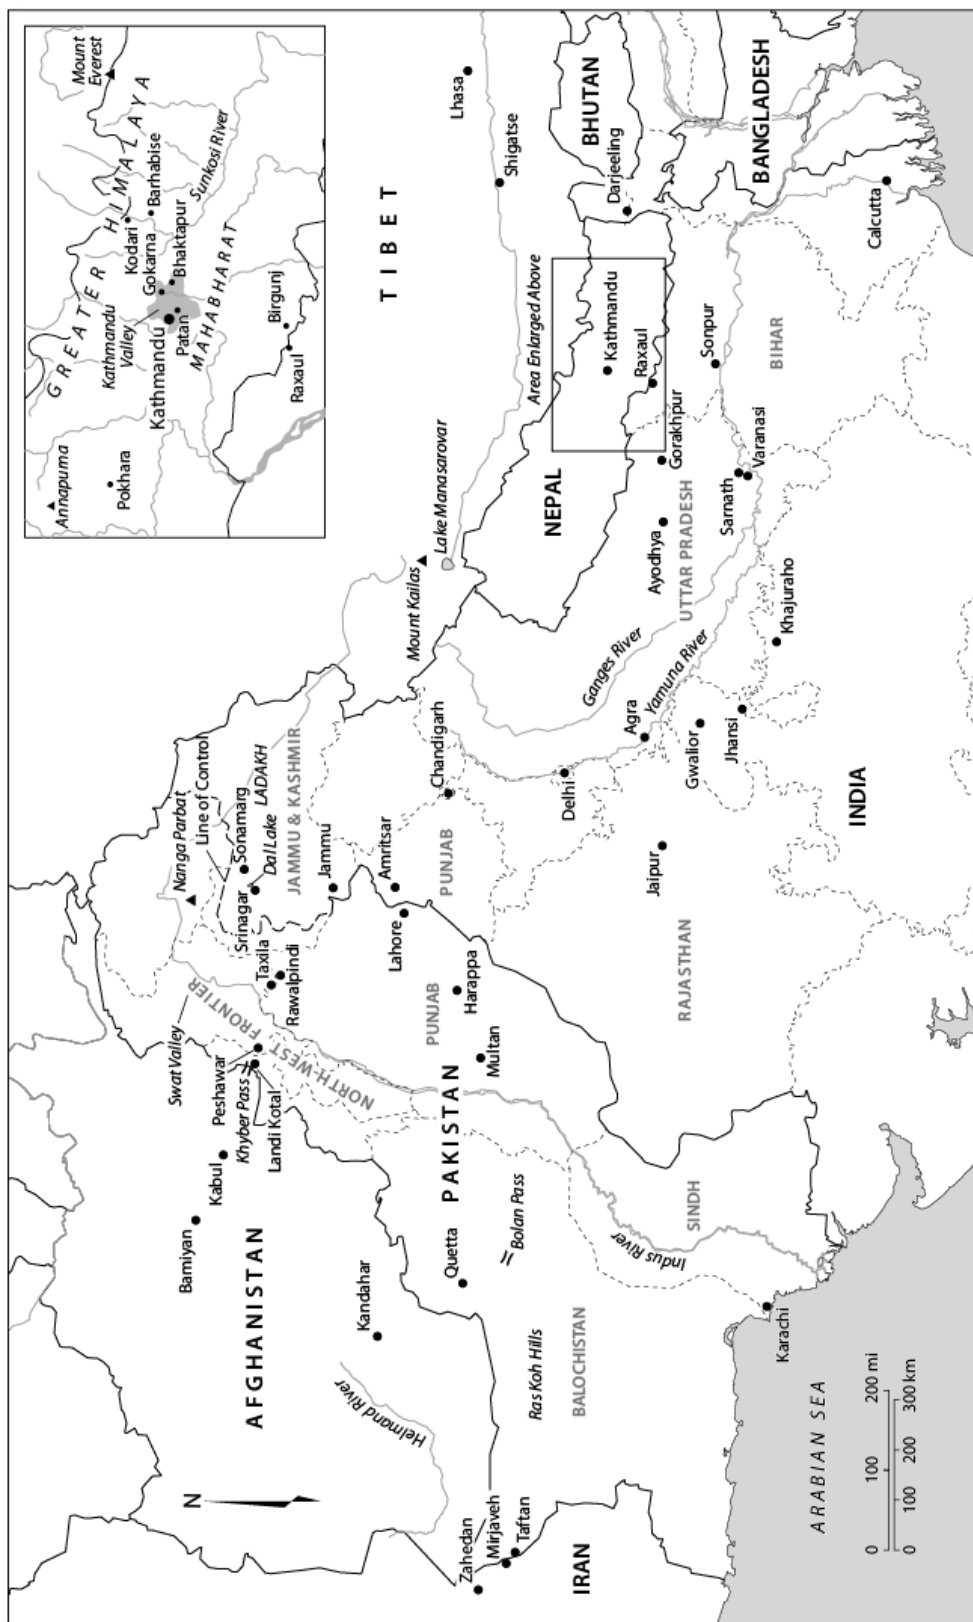 Mount
Everest
GREATER HIMALAYA
Annapurna
Pokhara
Kathmandu
Valley
Kathmandu
Patan
Gokarna
Kodari
Barhabise
Bhaktapur
Sunkosi River
MAHABHARAT
Birgunj
Raxaul
N
AFGHANISTAN
Bamiyan
Kabul
Kandahar
Helmand River
Swat Valley
Peshawar
Khyber Pass
Landi Kotal
NORTH-WEST FRONTIER
Nanga Parbat
Line of Control
Srinagar
Sonamarg
Dal Lake
LADAKH
JAMMU & KASHMIR
Jammu
Taxila
Rawalpindi
Amritsar
Lahore
PUNJAB
Harappa
Multan
PUNJAB
Chandigarh
PAKISTAN
Quetta
Bolan Pass
Ras Koh Hills
BALOCHISTAN
Zahedan
Mirjaveh
Taftan
IRAN
SINDH
Indus River
Karachi
ARABIAN SEA
0 100 200 mi
0 100 200 300 km
TIBET
Lhasa
Shigatse
Mount Kailas
Lake Manasarovar
Area Enlarged Above
NEPAL
Kathmandu
Raxaul
BHUTAN
Darjeeling
BANGLADESH
Calcutta
Gorakhpur
Ayodhya
UTTAR PRADESH
Sonpur
BIHAR
Sarnath
Varanasi
Ganges River
Yamuna River
Delhi
Agra
Gwalior
Jhansi
Khajuraho
Jaipur
RAJASTHAN
INDIA